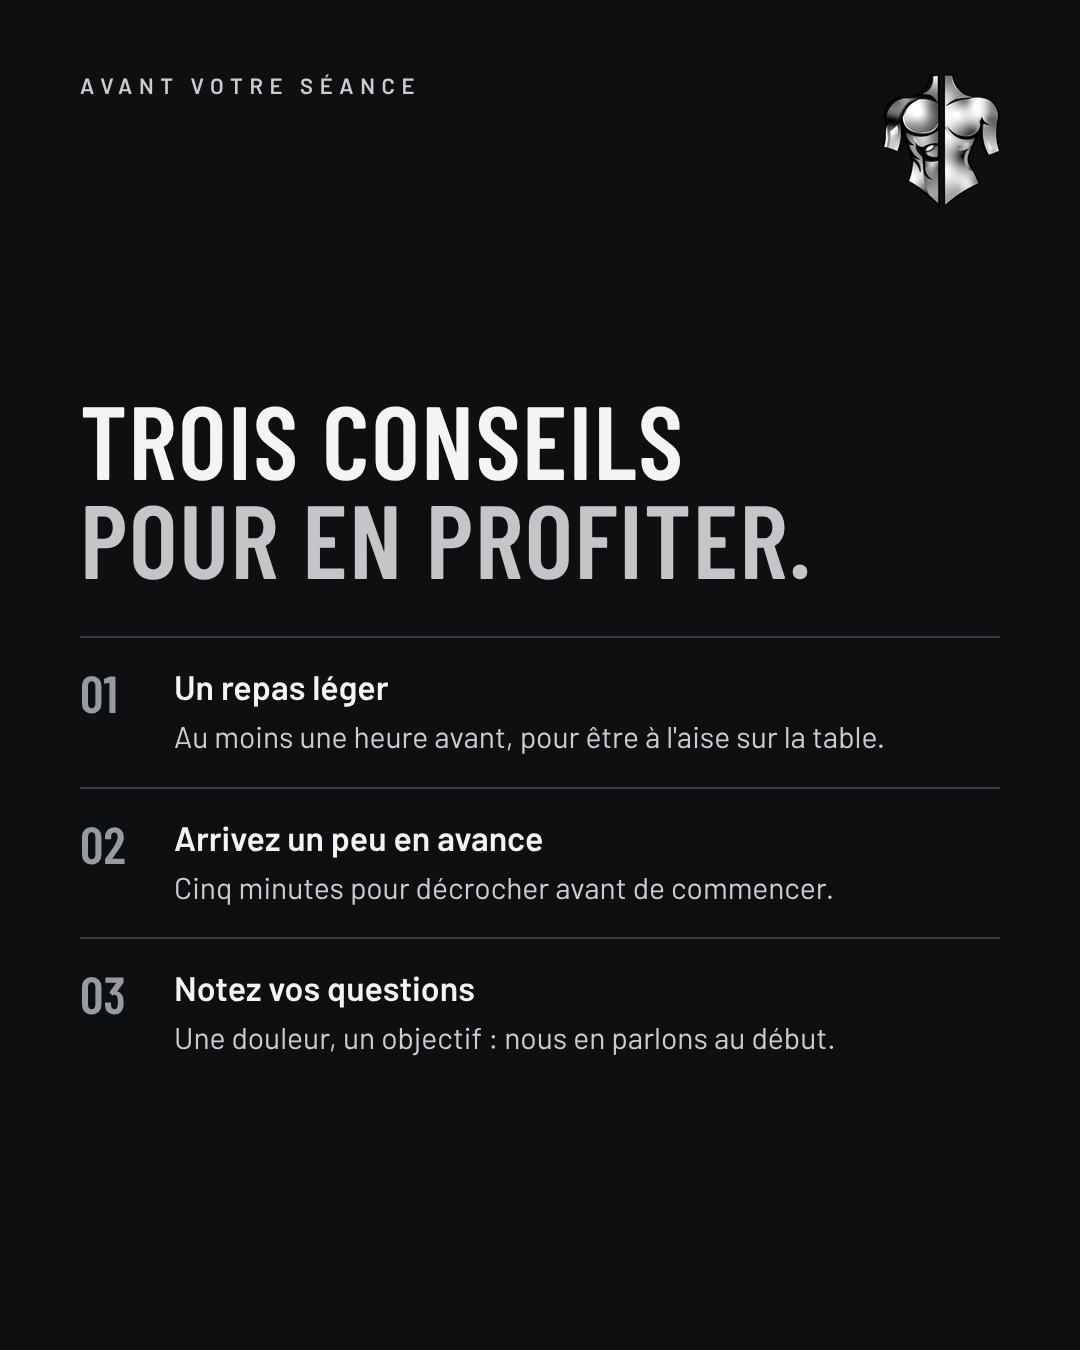 AVANT VOTRE SÉANCE
TROIS CONSEILS
POUR EN PROFITER.
01
Un repas léger
Au moins une heure avant, pour être à l'aise sur la table.
02
Arrivez un peu en avance
Cinq minutes pour décrocher avant de commencer.
03
Notez vos questions
Une douleur, un objectif : nous en parlons au début.